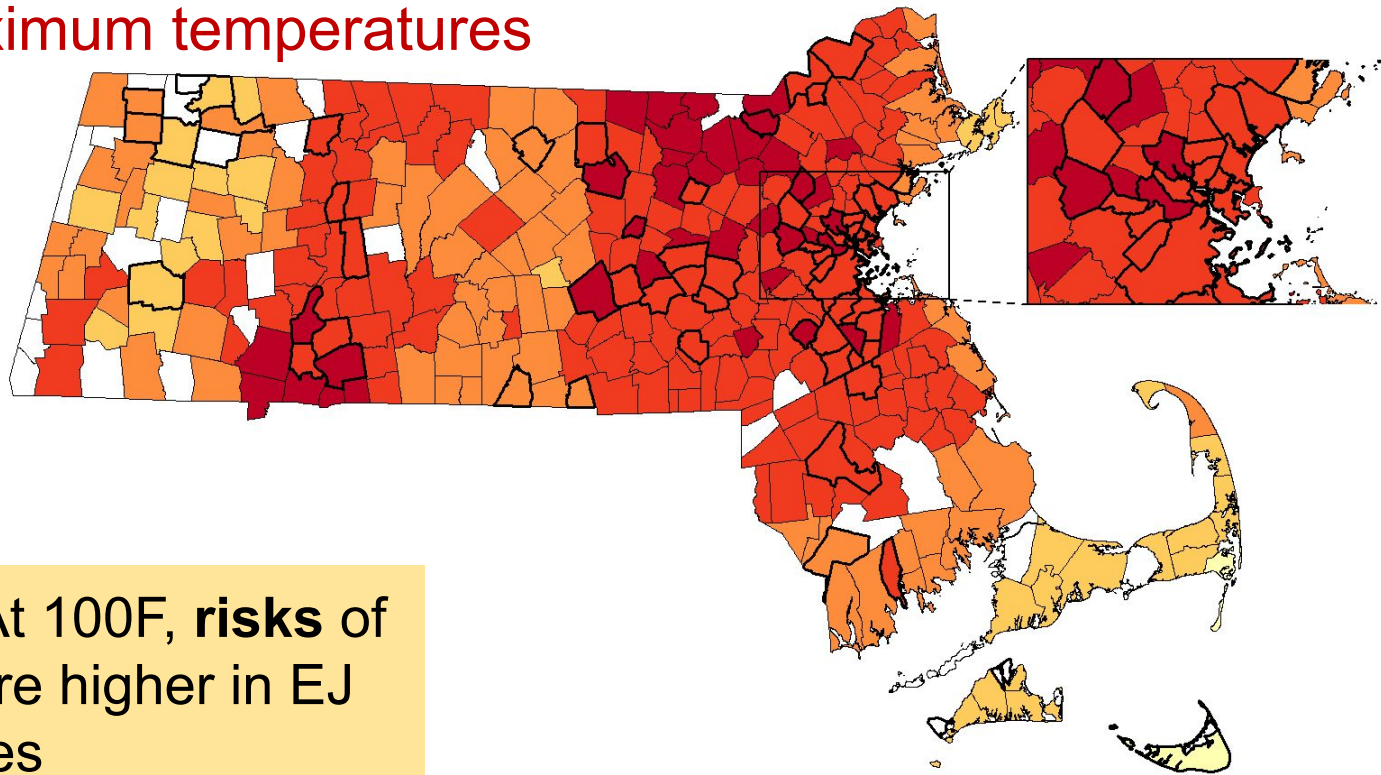 ximum temperatures
At 100F, risks of
re higher in EJ
es